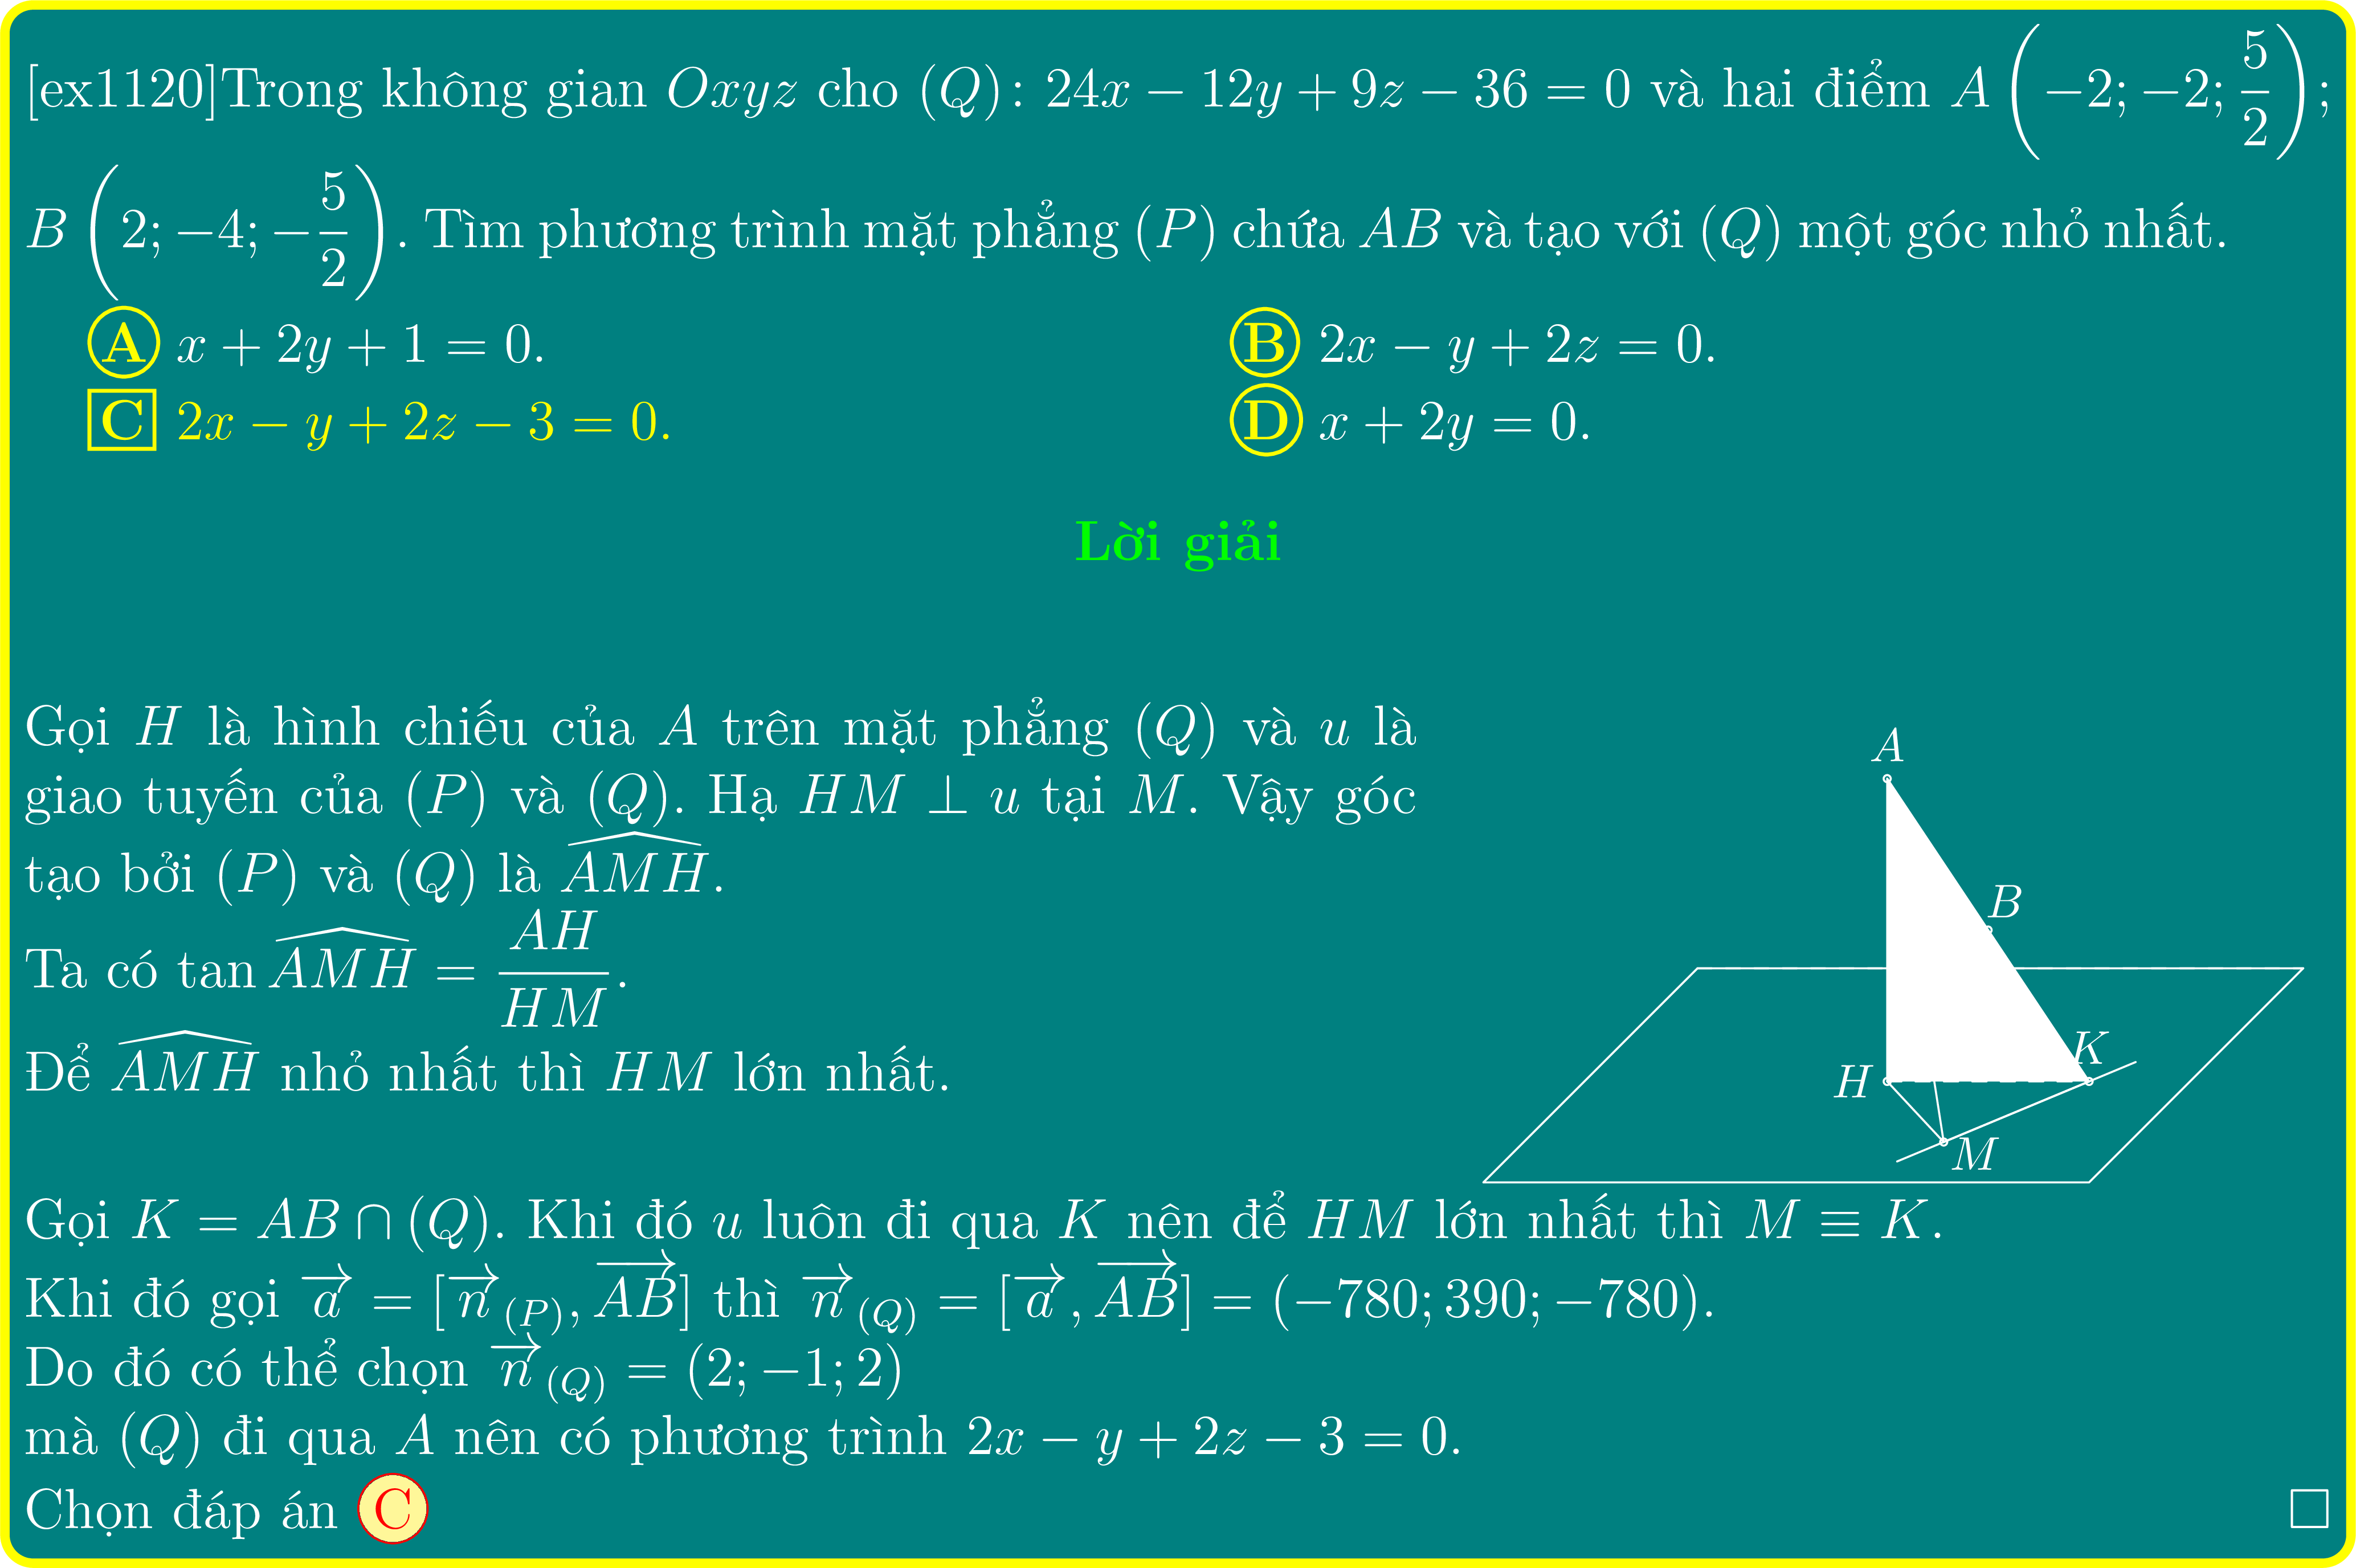 [ex1120]Trong không gian $Oxyz$ cho $(Q)$: $24x - 12y + 9z - 36 = 0$ và hai điểm $A\left(-2; -2; \dfrac{5}{2}\right)$;
$B\left(2; -4; -\dfrac{5}{2}\right)$. Tìm phương trình mặt phẳng $(P)$ chứa $AB$ và tạo với $(Q)$ một góc nhỏ nhất.
A $x + 2y + 1 = 0$. B $2x - y + 2z = 0$.
C $2x - y + 2z - 3 = 0$. D $x + 2y = 0$.
Lời giải
Gọi $H$ là hình chiếu của $A$ trên mặt phẳng $(Q)$ và $u$ là
giao tuyến của $(P)$ và $(Q)$. Hạ $HM \perp u$ tại $M$. Vậy góc
tạo bởi $(P)$ và $(Q)$ là $\widehat{AMH}$.
Ta có $\tan \widehat{AMH} = \dfrac{AH}{HM}$.
Để $\widehat{AMH}$ nhỏ nhất thì $HM$ lớn nhất.
A
B
K
H
M
Gọi $K = AB \cap (Q)$. Khi đó $u$ luôn đi qua $K$ nên để $HM$ lớn nhất thì $M \equiv K$.
Khi đó gọi $\overrightarrow{a} = [\overrightarrow{n}_{(P)}, \overrightarrow{AB}]$ thì $\overrightarrow{n}_{(Q)} = [\overrightarrow{a}, \overrightarrow{AB}] = (-780; 390; -780)$.
Do đó có thể chọn $\overrightarrow{n}_{(Q)} = (2; -1; 2)$
mà $(Q)$ đi qua $A$ nên có phương trình $2x - y + 2z - 3 = 0$.
Chọn đáp án C □